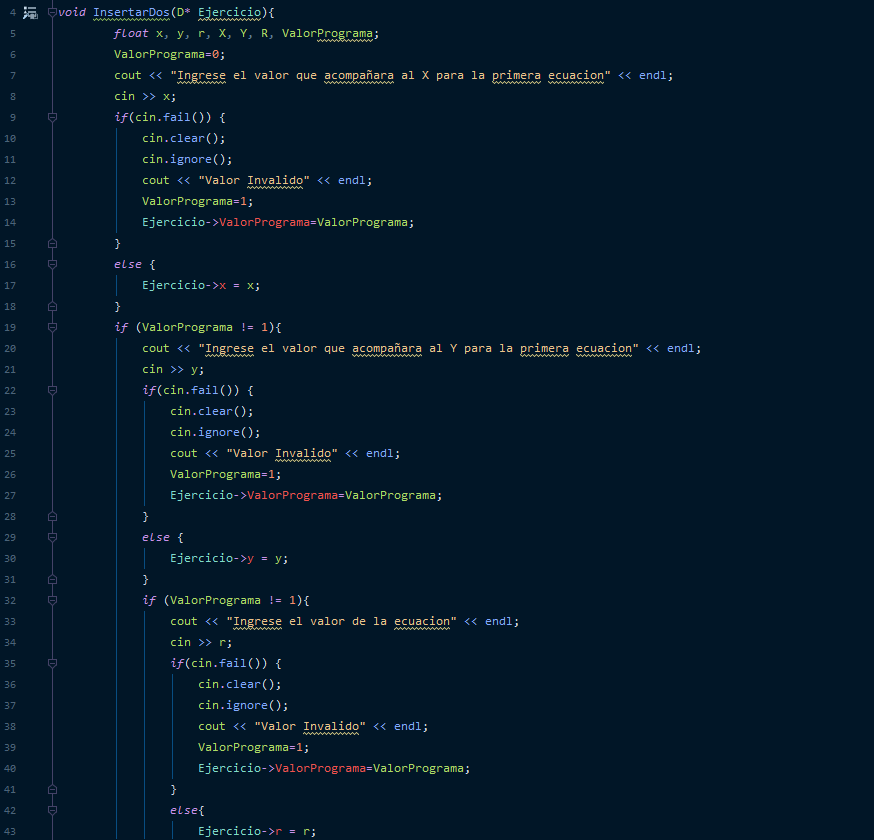 4 void InsertarDos(D* Ejercicio){
5 float x, y, r, X, Y, R, ValorPrograma;
6 ValorPrograma=0;
7 cout << "Ingrese el valor que acompañara al X para la primera ecuacion" << endl;
8 cin >> x;
9 if(cin.fail()) {
10 cin.clear();
11 cin.ignore();
12 cout << "Valor Invalido" << endl;
13 ValorPrograma=1;
14 Ejercicio->ValorPrograma=ValorPrograma;
15 }
16 else {
17 Ejercicio->x = x;
18 }
19 if (ValorPrograma != 1){
20 cout << "Ingrese el valor que acompañara al Y para la primera ecuacion" << endl;
21 cin >> y;
22 if(cin.fail()) {
23 cin.clear();
24 cin.ignore();
25 cout << "Valor Invalido" << endl;
26 ValorPrograma=1;
27 Ejercicio->ValorPrograma=ValorPrograma;
28 }
29 else {
30 Ejercicio->y = y;
31 }
32 if (ValorPrograma != 1){
33 cout << "Ingrese el valor de la ecuacion" << endl;
34 cin >> r;
35 if(cin.fail()) {
36 cin.clear();
37 cin.ignore();
38 cout << "Valor Invalido" << endl;
39 ValorPrograma=1;
40 Ejercicio->ValorPrograma=ValorPrograma;
41 }
42 else{
43 Ejercicio->r = r;